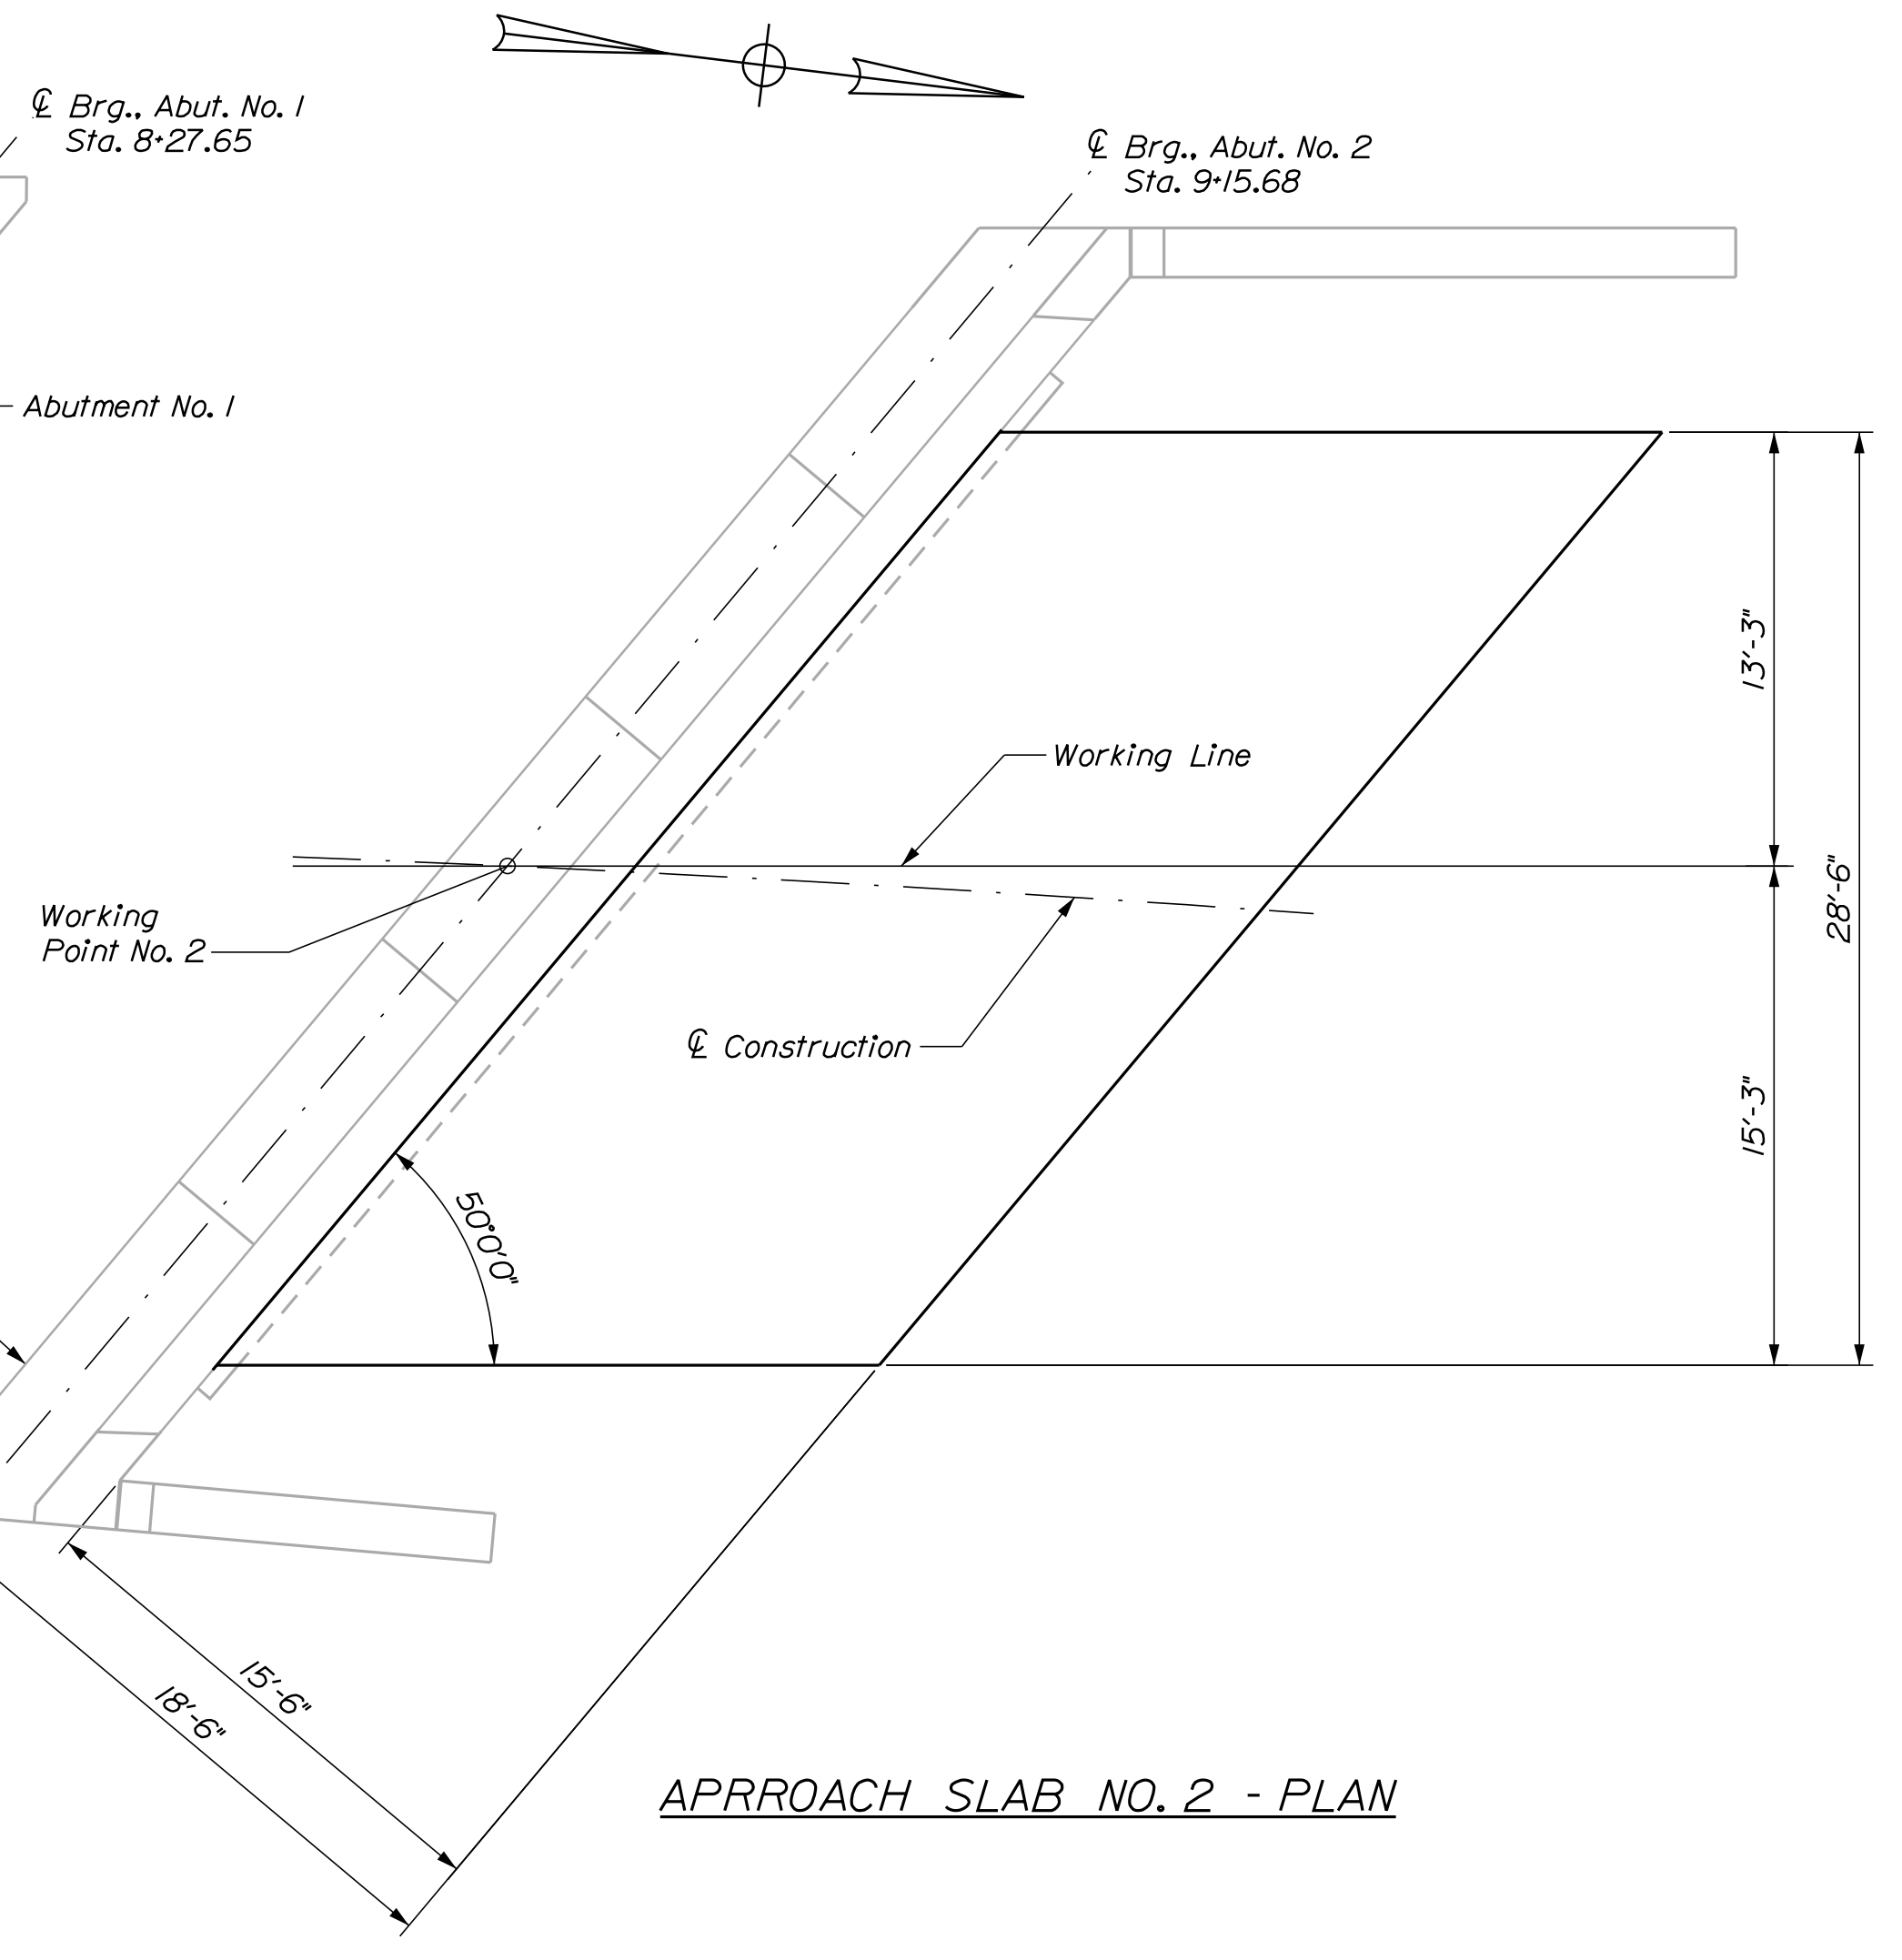 ℄ Brg., Abut. No. 1
Sta. 8+27.65
℄ Brg., Abut. No. 2
Sta. 9+15.68
Abutment No. 1
13'-3"
Working Line
28'-6"
Working
Point No. 2
℄ Construction
15'-3"
50°0'0"
15'-6"
18'-6"
APRROACH SLAB NO. 2 - PLAN